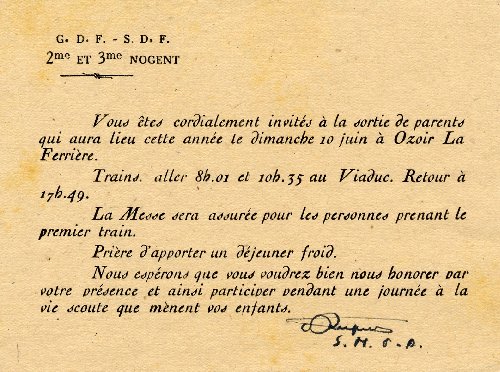 G. D. F. - S. D. F.
2me ET 3me NOGENT
Vous êtes cordialement invités à la sortie de parents
qui aura lieu cette année le dimanche 10 juin à Ozoir La
Ferrière.
Trains. aller 8h.01 et 10h.35 au Viaduc. Retour à
17h.49.
La Messe sera assurée pour les personnes prenant le
premier train.
Prière d'apporter un déjeuner froid.
Nous espérons que vous voudrez bien nous honorer par
votre présence et ainsi participer pendant une journée à la
vie scoute que mènent vos enfants.